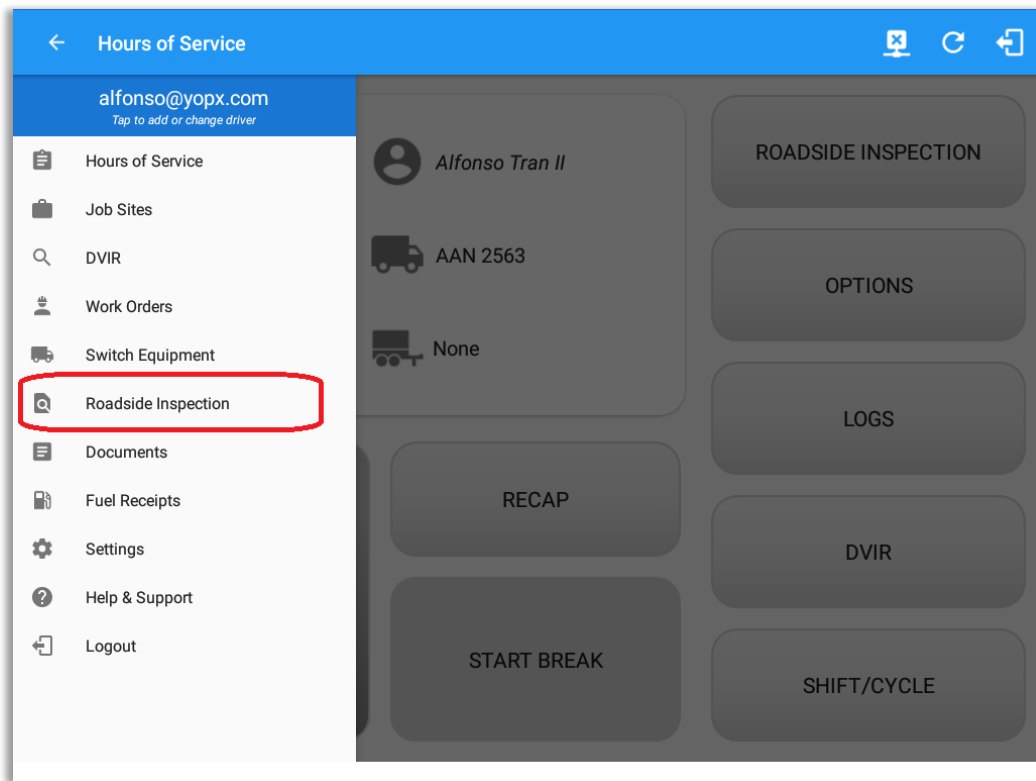 Hours of Service
alfonso@yopx.com
Tap to add or change driver
Hours of Service
Job Sites
DVIR
Work Orders
Switch Equipment
Roadside Inspection
Documents
Fuel Receipts
Settings
Help & Support
Logout
Alfonso Tran II
AAN 2563
None
RECAP
START BREAK
ROADSIDE INSPECTION
OPTIONS
LOGS
DVIR
SHIFT/CYCLE